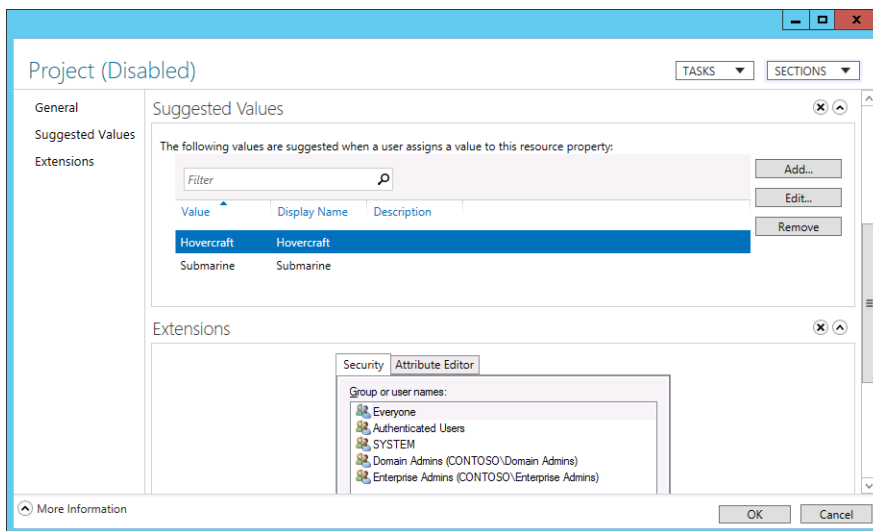 Project (Disabled)
TASKS
SECTIONS
General
Suggested Values
Extensions
Suggested Values
The following values are suggested when a user assigns a value to this resource property:
Filter
Value Display Name Description
Hovercraft Hovercraft
Submarine Submarine
Add...
Edit...
Remove
Extensions
Security Attribute Editor
Group or user names:
Everyone
Authenticated Users
SYSTEM
Domain Admins (CONTOSO\Domain Admins)
Enterprise Admins (CONTOSO\Enterprise Admins)
More Information
OK Cancel